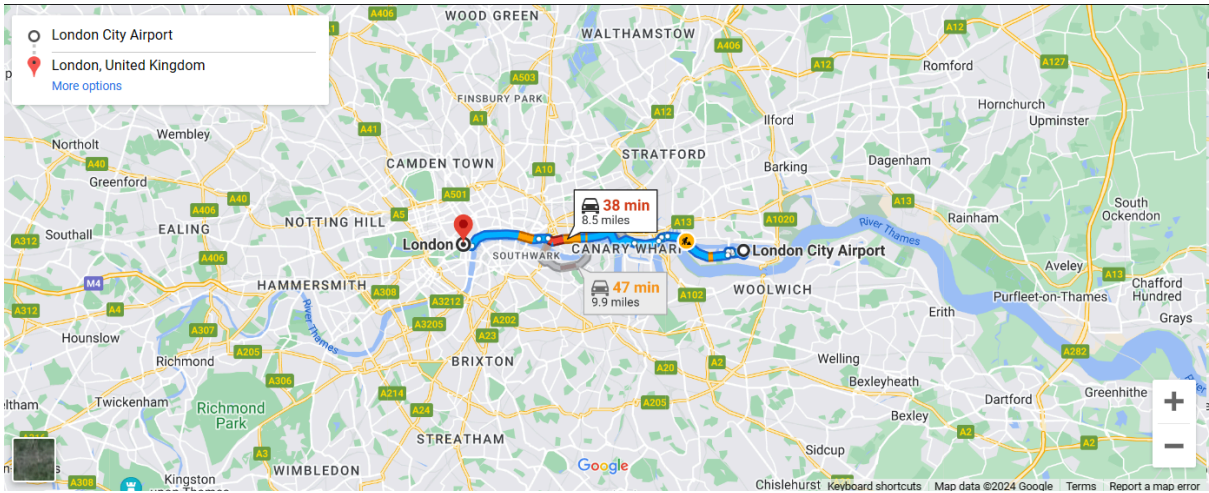 London City Airport
London, United Kingdom
More options
WOOD GREEN
A10
A406
WALTHAMSTOW
A406
A12
A12
Romford
A127
A503
FINSBURY PARK
A12
Hornchurch
Upminster
A41
A1
A12
Ilford
Wembley
Northolt
A40
Greenford
CAMDEN TOWN
A10
STRATFORD
Barking
Dagenham
A40
A406
NOTTING HILL
A5
A501
38 min
8.5 miles
A13
A1020
A13
River Thames
Rainham
South
Ockendon
Southall
A312
EALING
A406
London
SOUTHWARK
CANARY WHARF
London City Airport
Aveley
A13
M4
A4
HAMMERSMITH
A308
A3212
47 min
9.9 miles
A102
WOOLWICH
Purfleet-on-Thames
Chafford
Hundred
A312
A307
River Thames
A3205
A202
A23
A2
Erith
Grays
Hounslow
A205
Richmond
A306
BRIXTON
A20
Welling
A282
River
Twickenham
Richmond
Park
A214
A24
A205
Bexleyheath
Dartford
Greenhithe
Bexley
STREATHAM
A3
A2
A2
WIMBLEDON
Sidcup
A308
Kingston
upon Thames
Google
Chislehurst
Keyboard shortcuts
Map data ©2024 Google
Terms
Report a map error